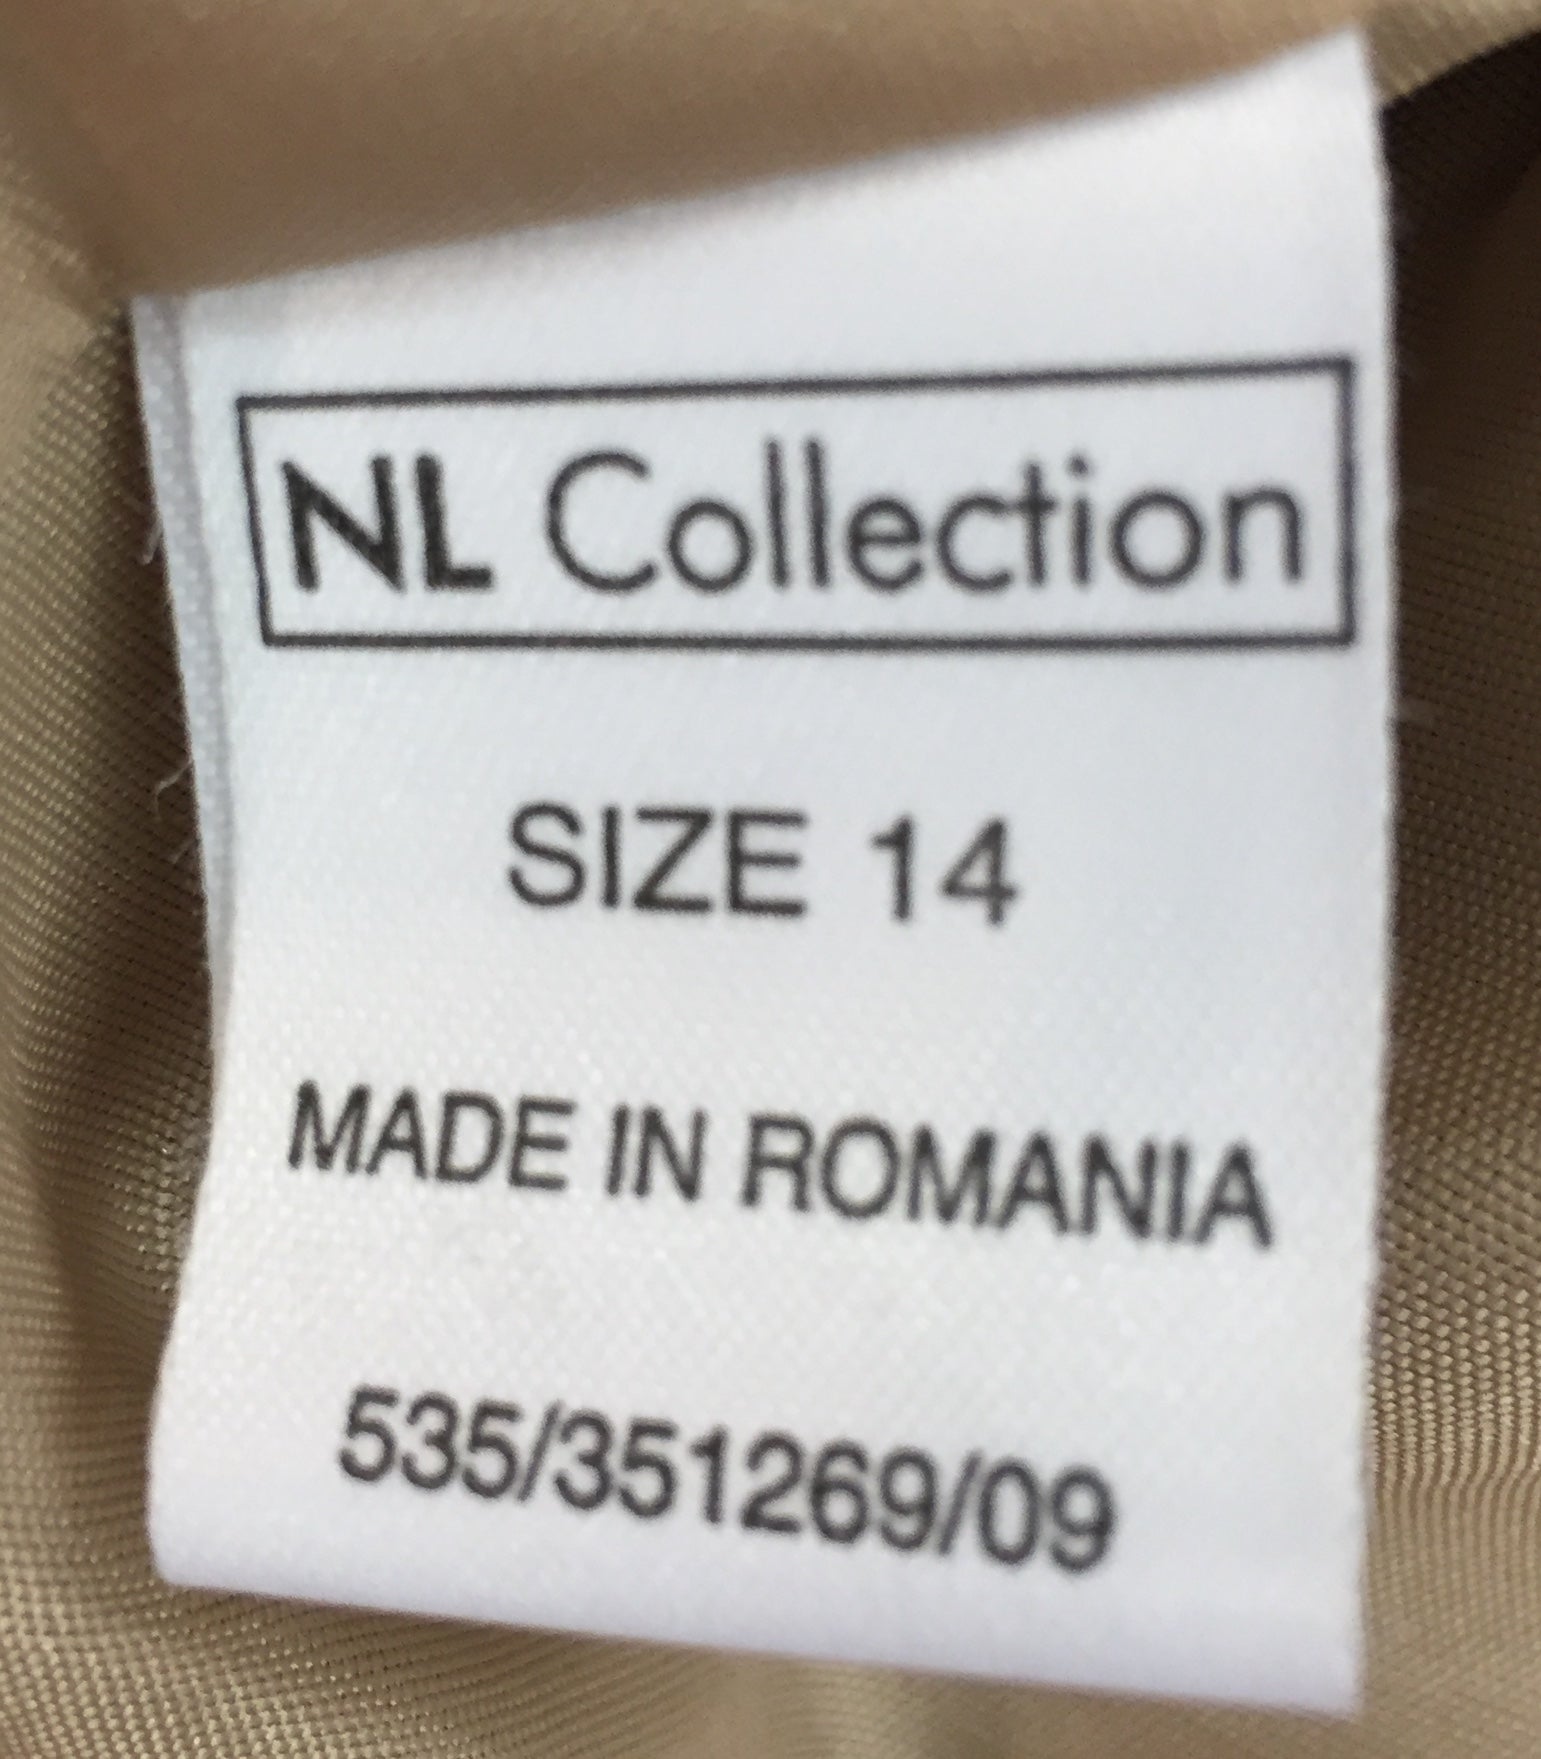 NL Collection
SIZE 14
MADE IN ROMANIA
535/351269/09